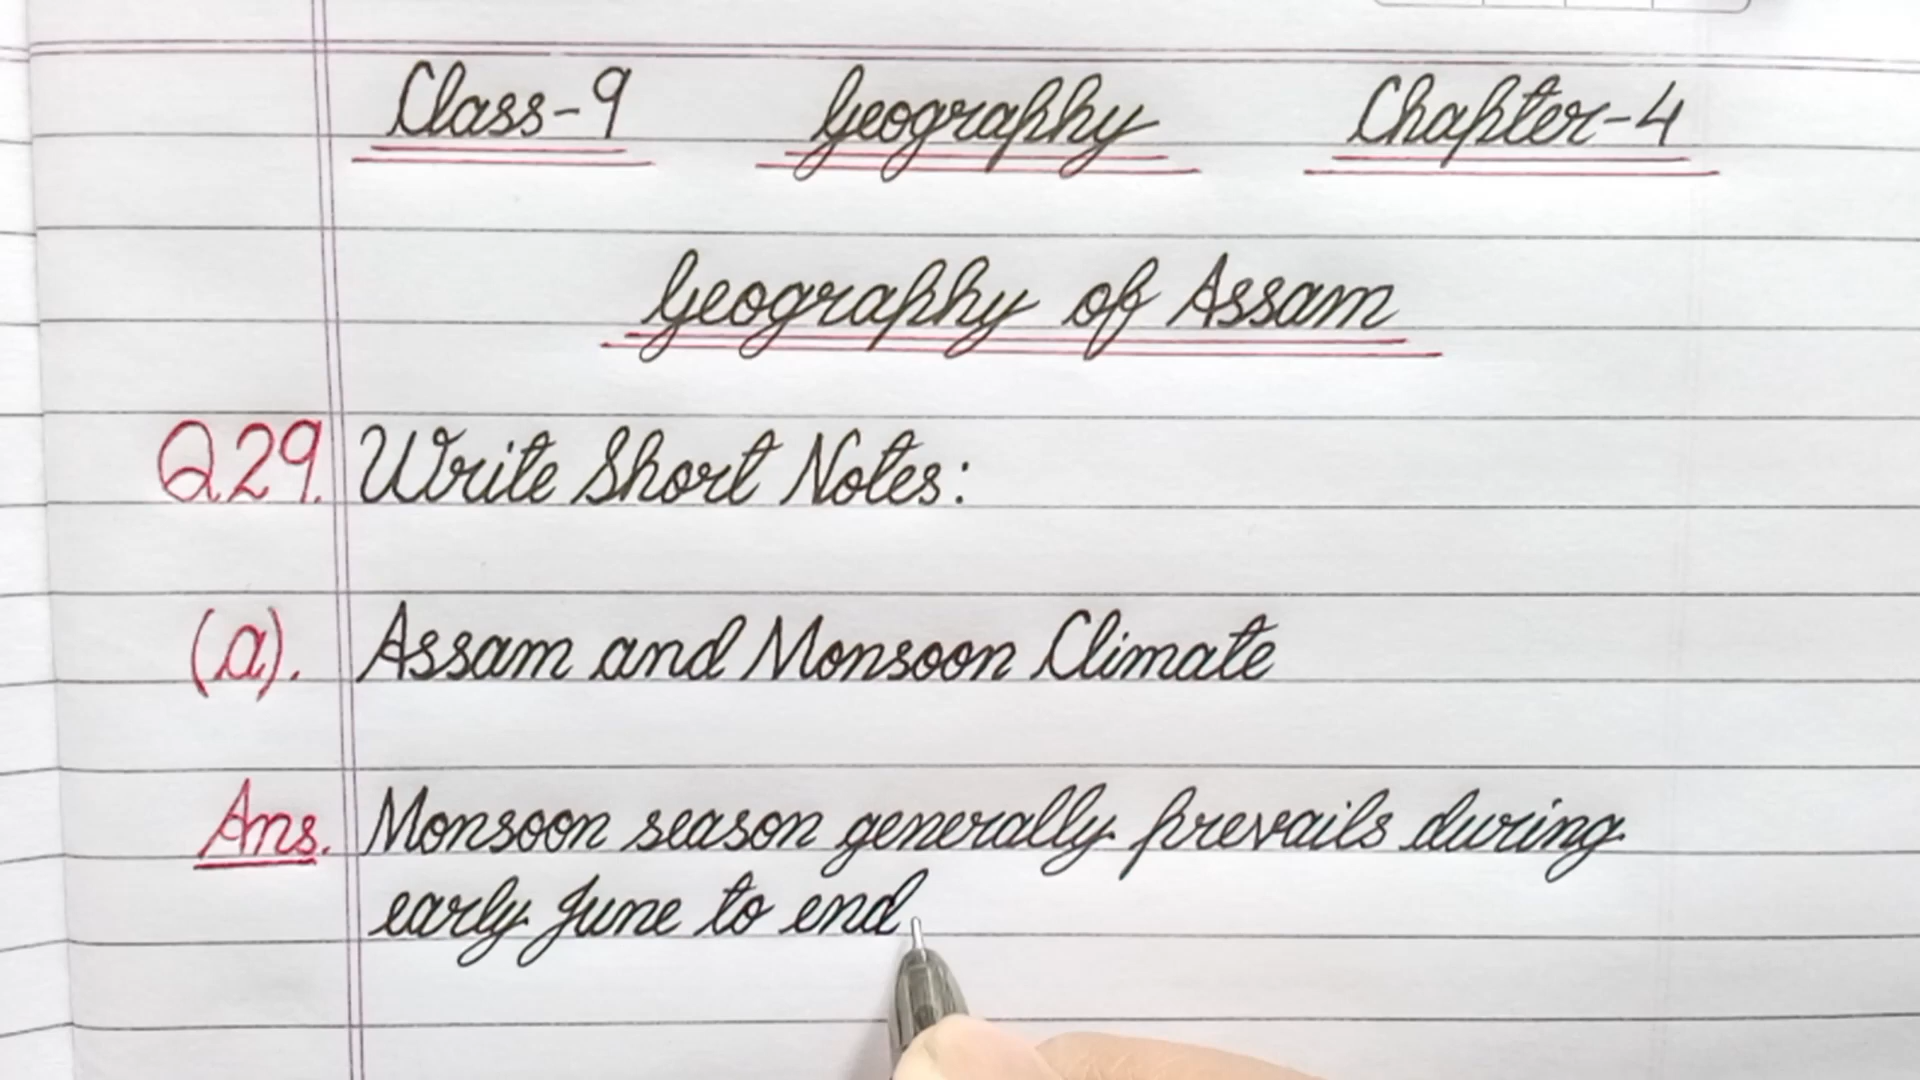 Class-9 Geography Chapter-4
Geography of Assam
Q29. Write Short Notes:
(a). Assam and Monsoon Climate
Ans. Monsoon season generally prevails during
early June to end